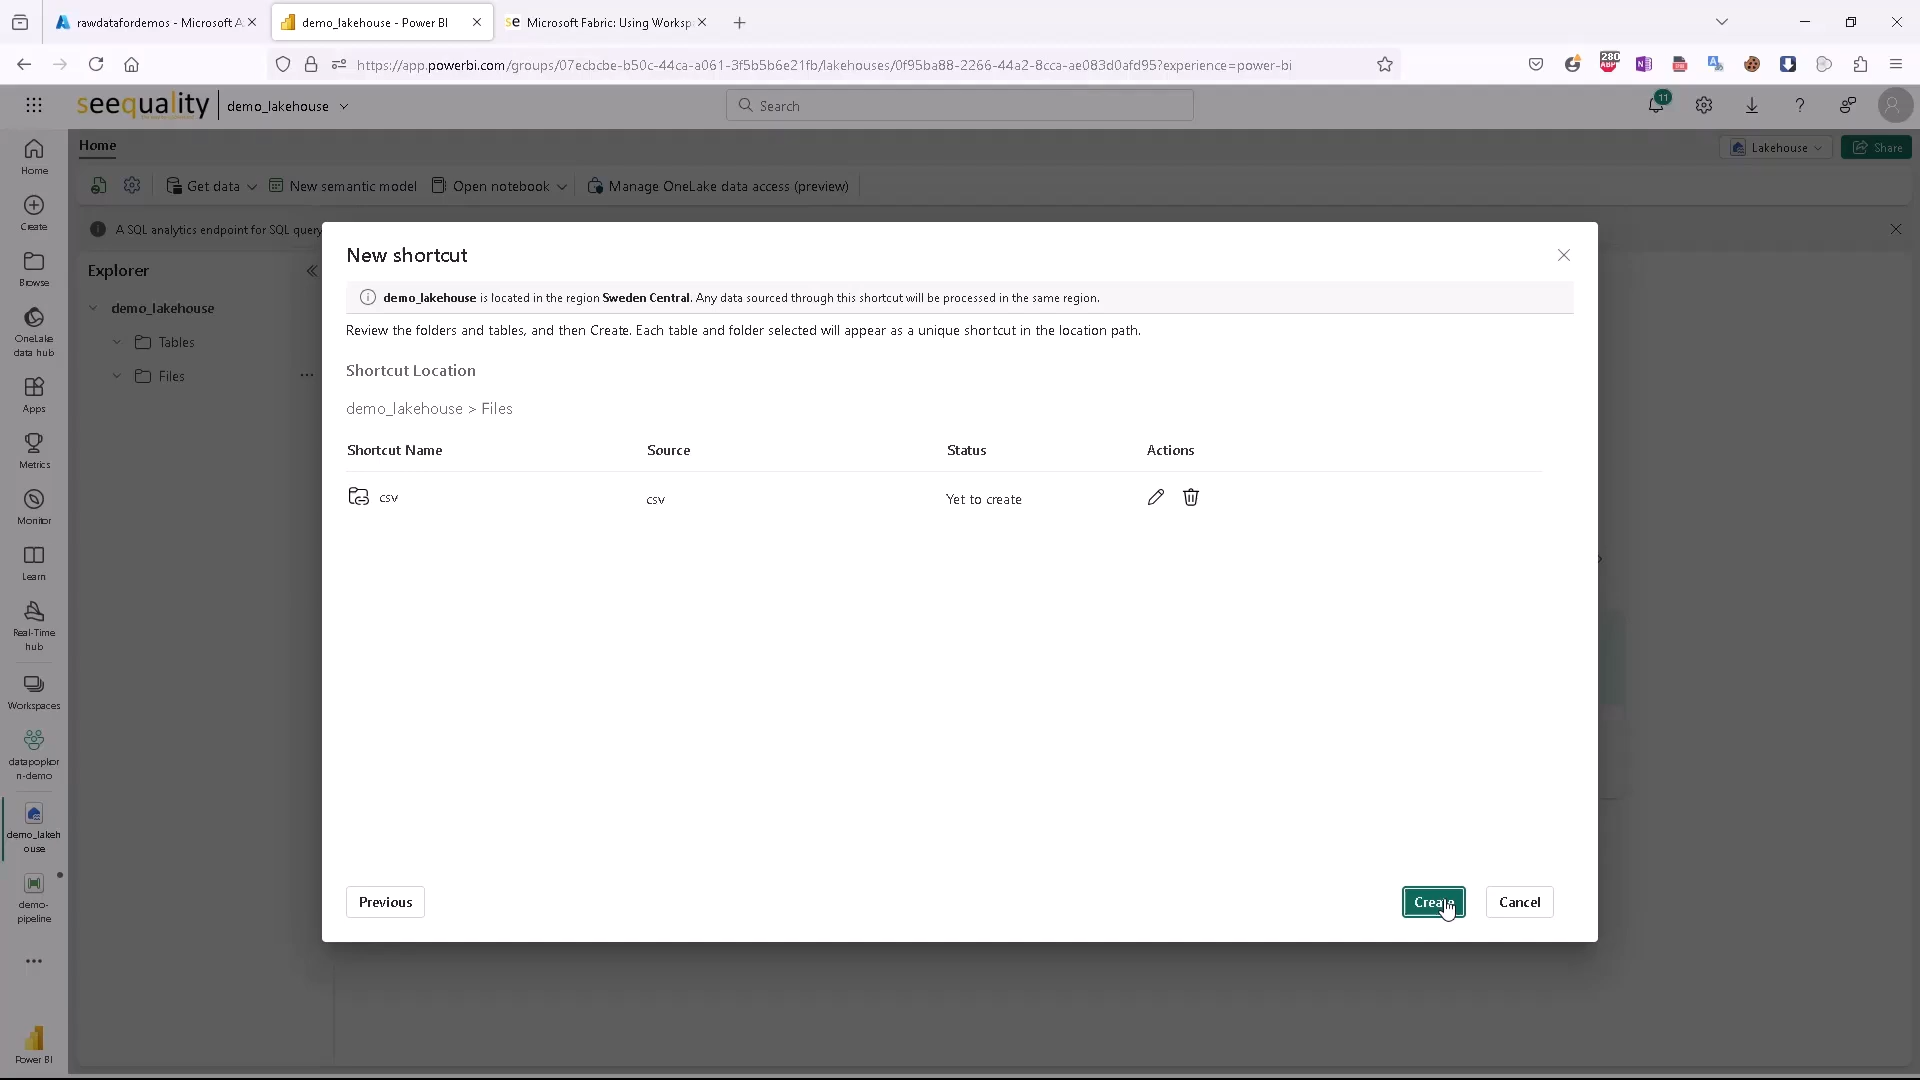 rawdatafordemos - Microsoft A
demo_lakehouse - Power BI
se Microsoft Fabric: Using Worksp
https://app.powerbi.com/groups/07ecbcbe-b50c-44ca-a061-3f5b5b6e21fb/lakehouses/0f95ba88-2266-44a2-8cca-ae083d0afd95?experience=power-bi
280
ABP
seequality
demo_lakehouse
Search
11
Home
Lakehouse
Share
Get data
New semantic model
Open notebook
Manage OneLake data access (preview)
A SQL analytics endpoint for SQL query
Home
Create
Browse
OneLake
data hub
Apps
Metrics
Monitor
Learn
Real-Time
hub
Workspaces
datapopkor
n-demo
demo_lakeh
ouse
demo-
pipeline
Power BI
Explorer
demo_lakehouse
Tables
Files
New shortcut
demo_lakehouse is located in the region Sweden Central. Any data sourced through this shortcut will be processed in the same region.
Review the folders and tables, and then Create. Each table and folder selected will appear as a unique shortcut in the location path.
Shortcut Location
demo_lakehouse > Files
Shortcut Name Source Status Actions
csv csv Yet to create
Previous
Create
Cancel